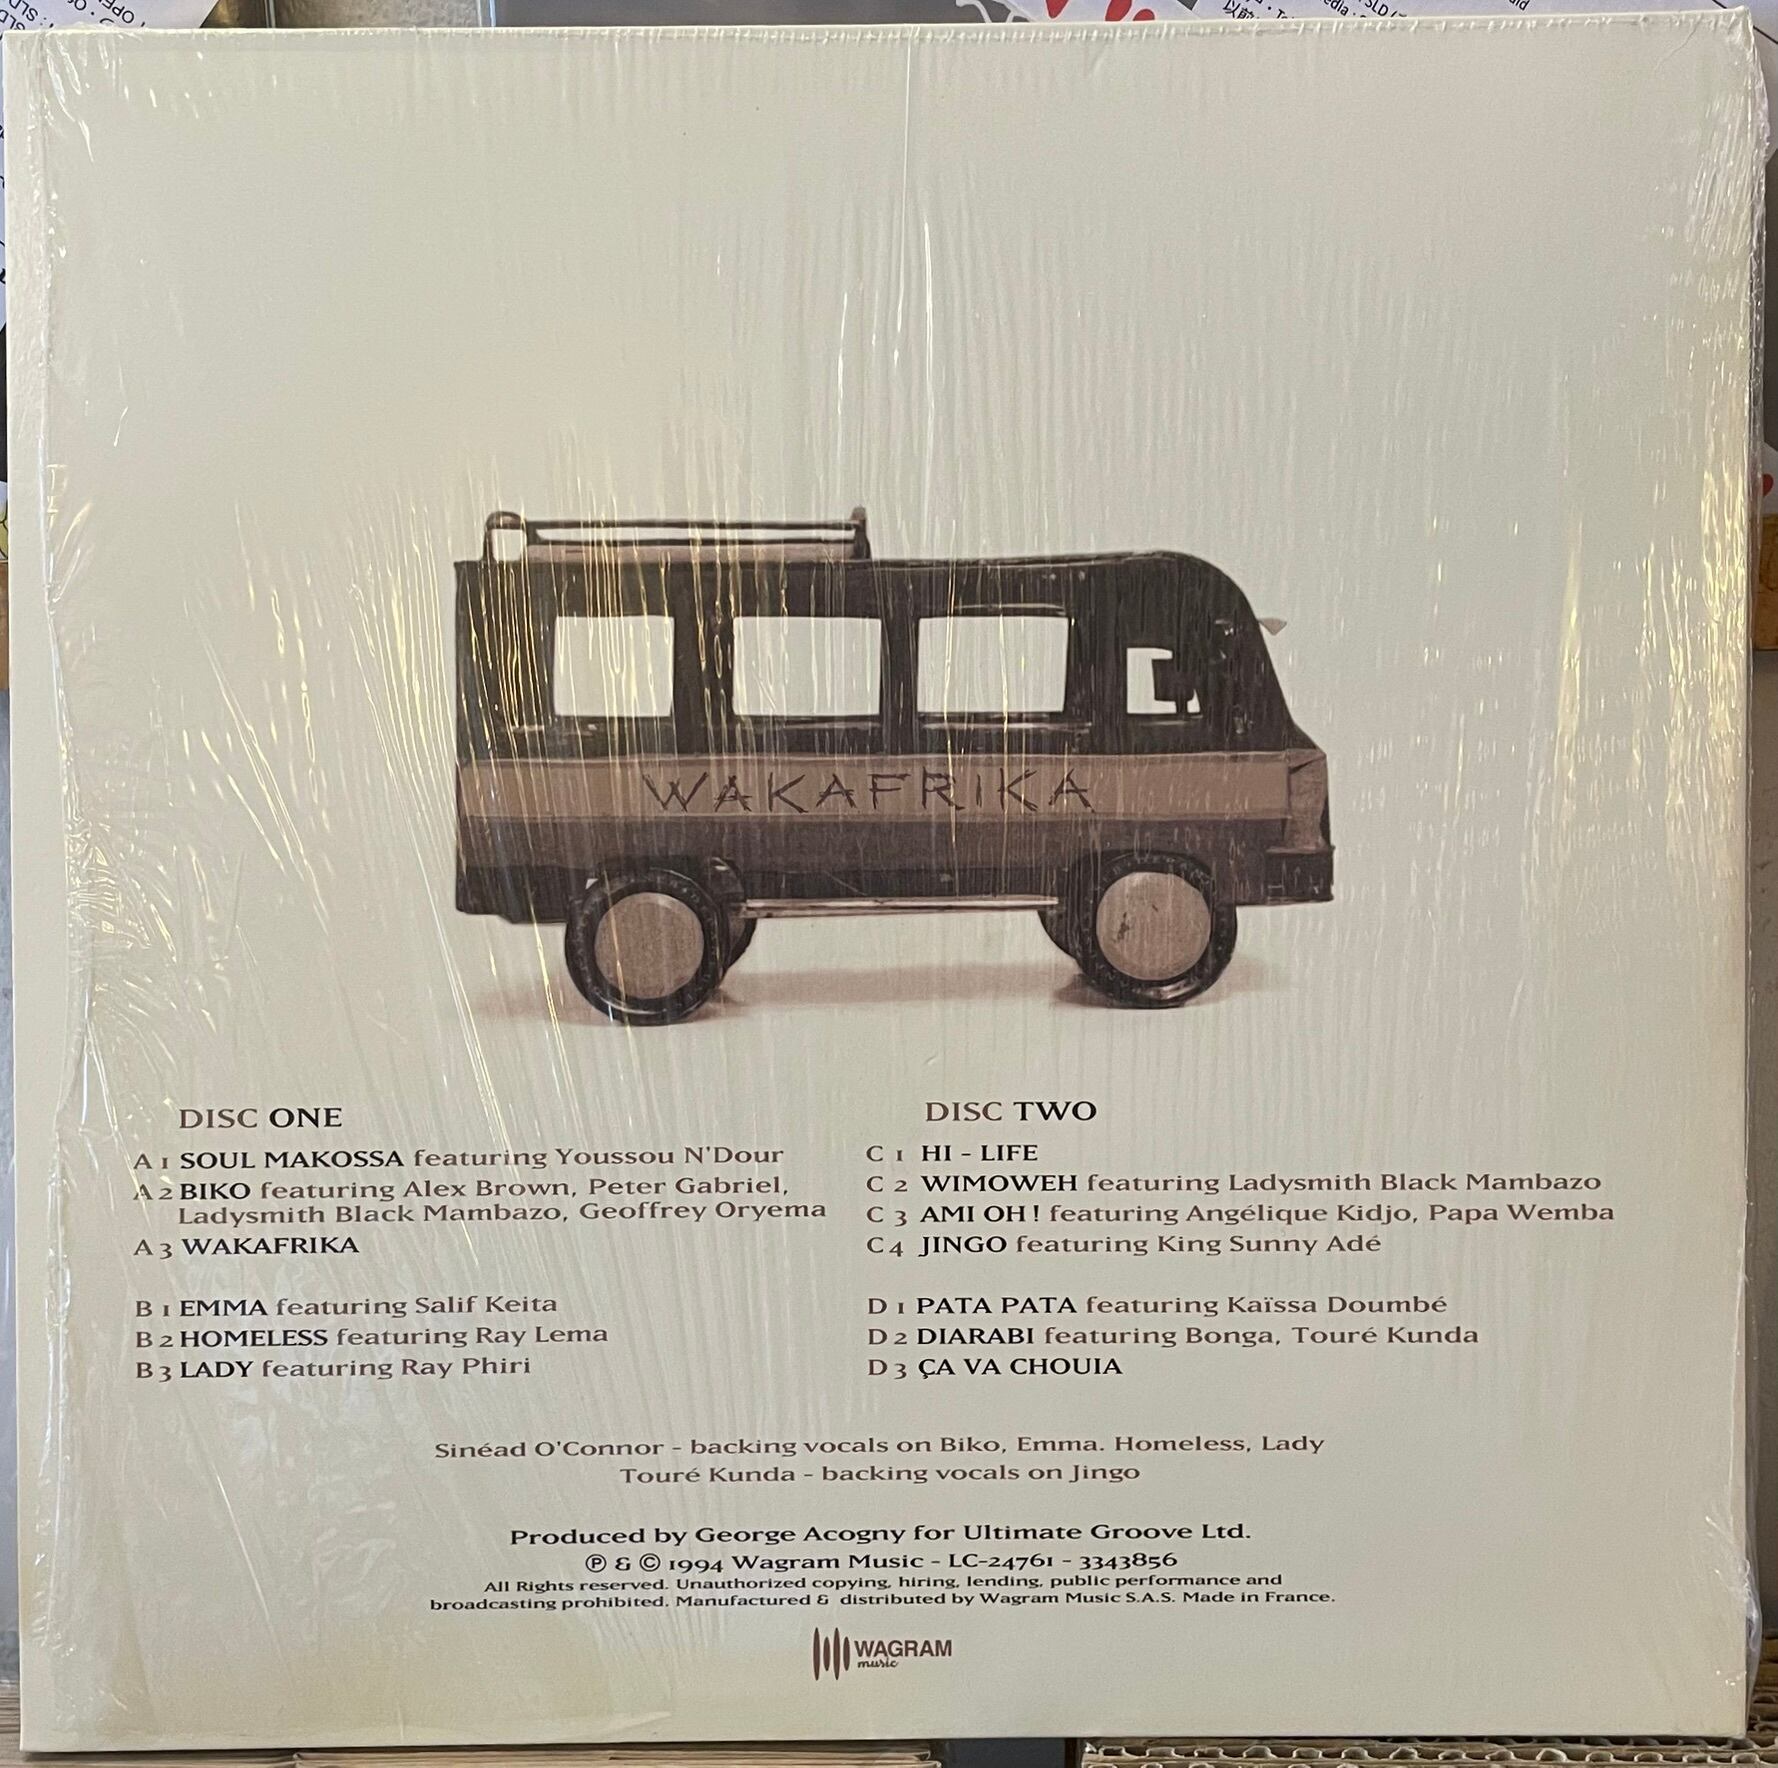 WAKAFRIKA
DISC ONE
A 1 SOUL MAKOSSA featuring Youssou N'Dour
A 2 BIKO featuring Alex Brown, Peter Gabriel,
Ladysmith Black Mambazo, Geoffrey Oryema
A 3 WAKAFRIKA
B 1 EMMA featuring Salif Keita
B 2 HOMELESS featuring Ray Lema
B 3 LADY featuring Ray Phiri
DISC TWO
C 1 HI - LIFE
C 2 WIMOWEH featuring Ladysmith Black Mambazo
C 3 AMI OH ! featuring Angélique Kidjo, Papa Wemba
C 4 JINGO featuring King Sunny Adé
D 1 PATA PATA featuring Kaïssa Doumbé
D 2 DIARABI featuring Bonga, Touré Kunda
D 3 ÇA VA CHOUIA
Sinéad O'Connor - backing vocals on Biko, Emma. Homeless, Lady
Touré Kunda - backing vocals on Jingo
Produced by George Acogny for Ultimate Groove Ltd.
℗ & © 1994 Wagram Music - LC-24761 - 3343856
All Rights reserved. Unauthorized copying, hiring, lending, public performance and
broadcasting prohibited. Manufactured & distributed by Wagram Music S.A.S. Made in France.
WAGRAM
music